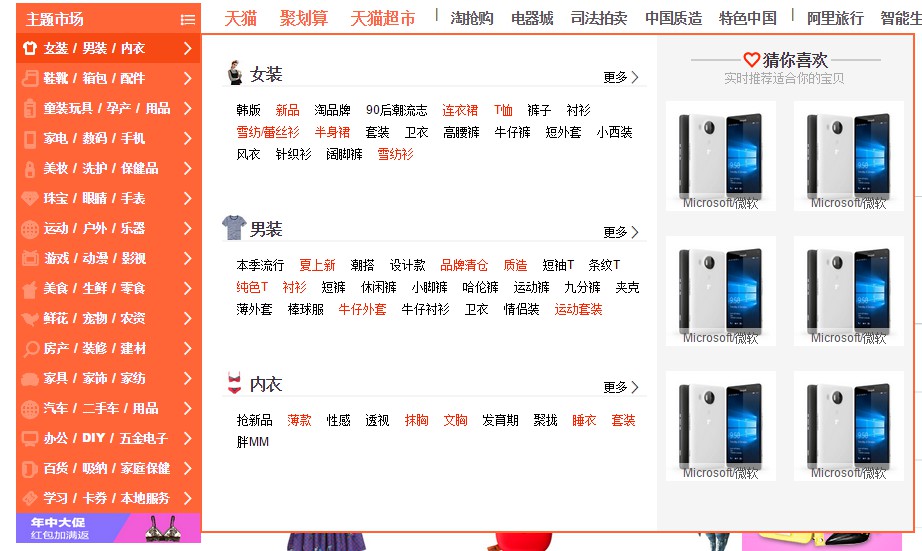 主题市场
天猫 聚划算 天猫超市 | 淘抢购 电器城 司法拍卖 中国质造 特色中国 | 阿里旅行 智能生
女装 / 男装 / 内衣
鞋靴 / 箱包 / 配件
童装玩具 / 孕产 / 用品
家电 / 数码 / 手机
美妆 / 洗护 / 保健品
珠宝 / 眼睛 / 手表
运动 / 户外 / 乐器
游戏 / 动漫 / 影视
美食 / 生鲜 / 零食
鲜花 / 宠物 / 农资
房产 / 装修 / 建材
家具 / 家饰 / 家纺
汽车 / 二手车 / 用品
办公 / DIY / 五金电子
百货 / 吸纳 / 家庭保健
学习 / 卡券 / 本地服务
年中大促
红包加满返
女装 更多
韩版 新品 淘品牌 90后潮流志 连衣裙 T恤 裤子 衬衫
雪纺/蕾丝衫 半身裙 套装 卫衣 高腰裤 牛仔裤 短外套 小西装
风衣 针织衫 阔脚裤 雪纺衫
男装 更多
本季流行 夏上新 潮搭 设计款 品牌清仓 质造 短袖T 条纹T
纯色T 衬衫 短裤 休闲裤 小脚裤 哈伦裤 运动裤 九分裤 夹克
薄外套 棒球服 牛仔外套 牛仔衬衫 卫衣 情侣装 运动套装
内衣 更多
抢新品 薄款 性感 透视 抹胸 文胸 发育期 聚拢 睡衣 套装
胖MM
猜你喜欢
实时推荐适合你的宝贝
Microsoft/微软
Microsoft/微软
Microsoft/微软
Microsoft/微软
Microsoft/微软
Microsoft/微软